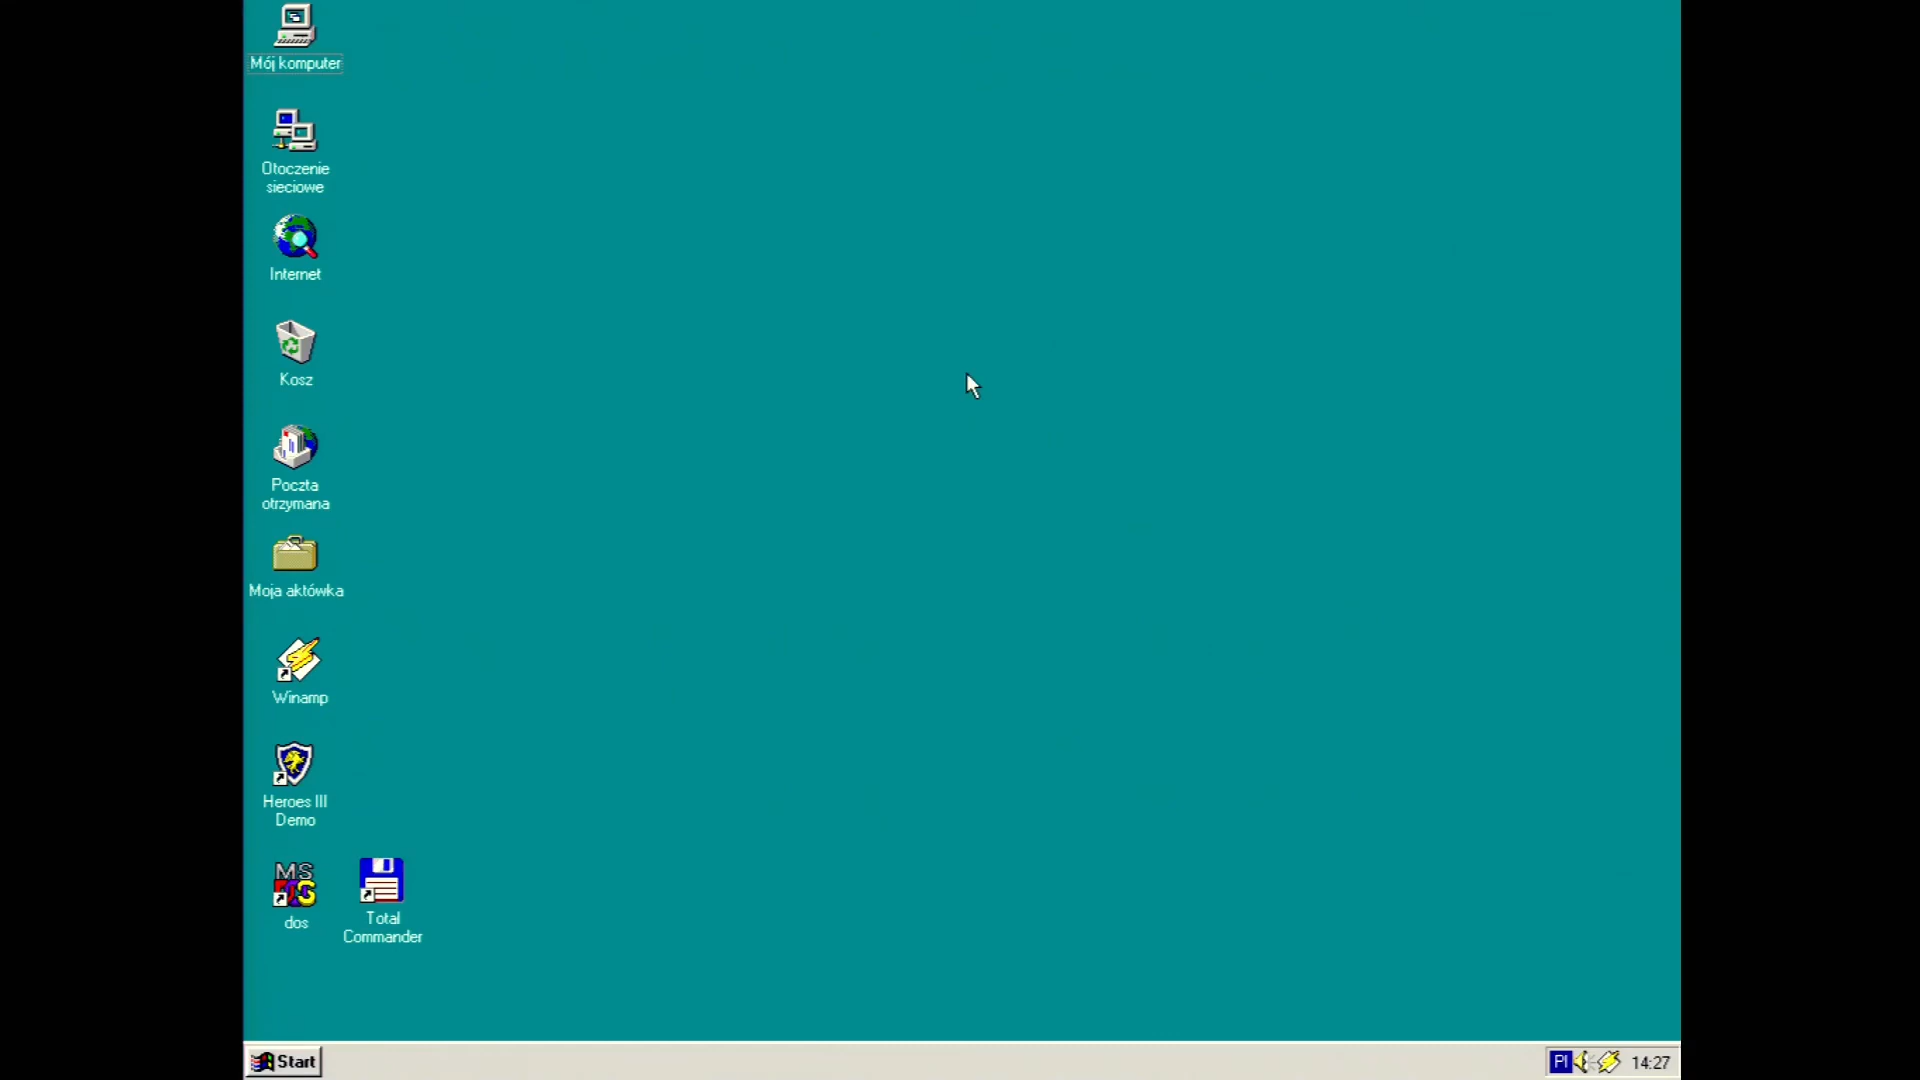 Mój komputer
Otoczenie
sieciowe
Internet
Kosz
Poczta
otrzymana
Moja aktówka
Winamp
Heroes III
Demo
MS
dos
Total
Commander
Start
Pl
14:27